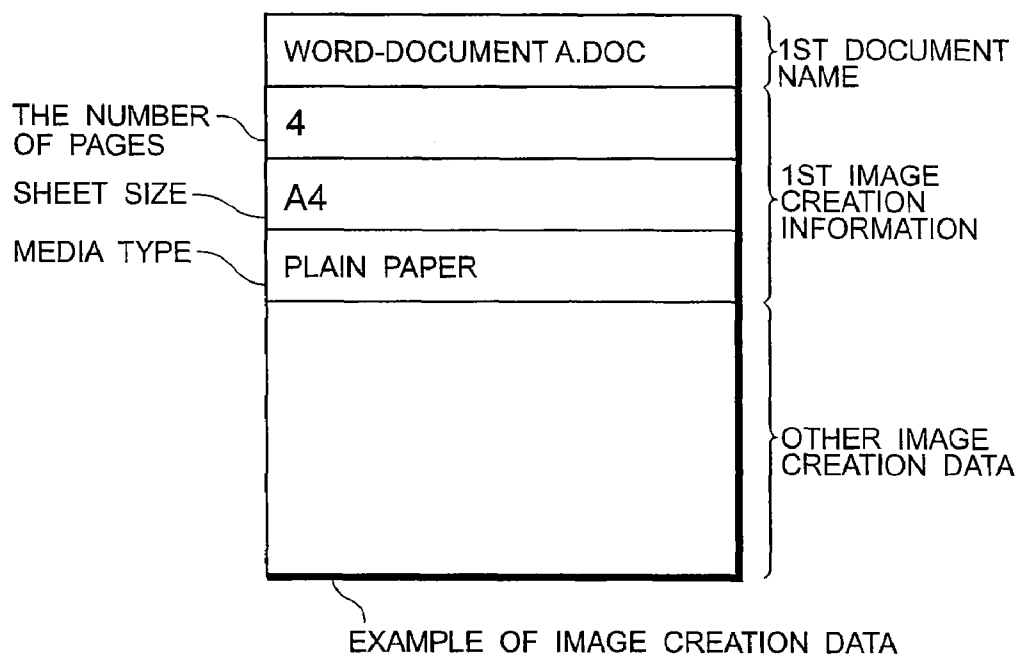 WORD-DOCUMENT A.DOC
1ST DOCUMENT
NAME
THE NUMBER
OF PAGES
4
SHEET SIZE
A4
1ST IMAGE
CREATION
INFORMATION
MEDIA TYPE
PLAIN PAPER
OTHER IMAGE
CREATION DATA
EXAMPLE OF IMAGE CREATION DATA